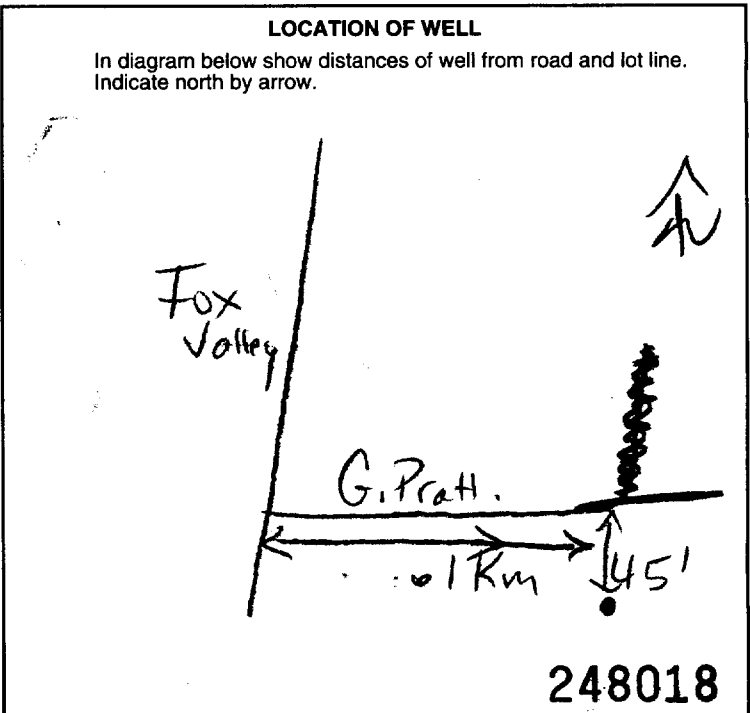 LOCATION OF WELL
In diagram below show distances of well from road and lot line.
Indicate north by arrow.
N
Fox
Valley
G. Pratt.
1 Km
45'
248018